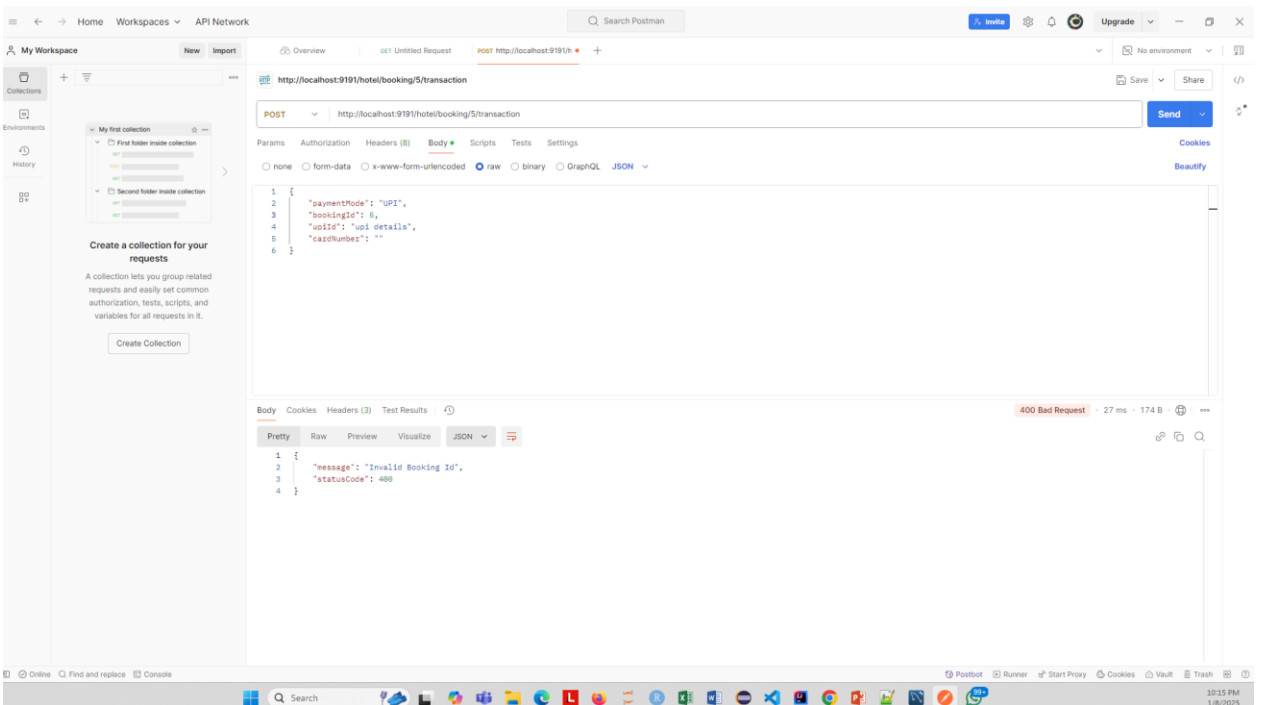 Home Workspaces API Network Search Postman Invite Upgrade
My Workspace New Import Overview GET Untitled Request POST http://localhost:9191/h No environment
Collections
Environments
History
My first collection
First folder inside collection
Second folder inside collection
Create a collection for your
requests
A collection lets you group related
requests and easily set common
authorization, tests, scripts, and
variables for all requests in it.
Create Collection
HTTP http://localhost:9191/hotel/booking/5/transaction Save Share
POST http://localhost:9191/hotel/booking/5/transaction Send
Params Authorization Headers (8) Body Scripts Tests Settings Cookies
none form-data x-www-form-urlencoded raw binary GraphQL JSON Beautify
1 {
2 "paymentMode": "UPI",
3 "bookingId": 6,
4 "upiId": "upi details",
5 "cardNumber": ""
6 }
Body Cookies Headers (3) Test Results 400 Bad Request 27 ms 174 B
Pretty Raw Preview Visualize JSON
1 {
2 "message": "Invalid Booking Id",
3 "statusCode": 400
4 }
Online Find and replace Console Postbot Runner Start Proxy Cookies Vault Trash
Search 99+ 10:15 PM
1/8/2025